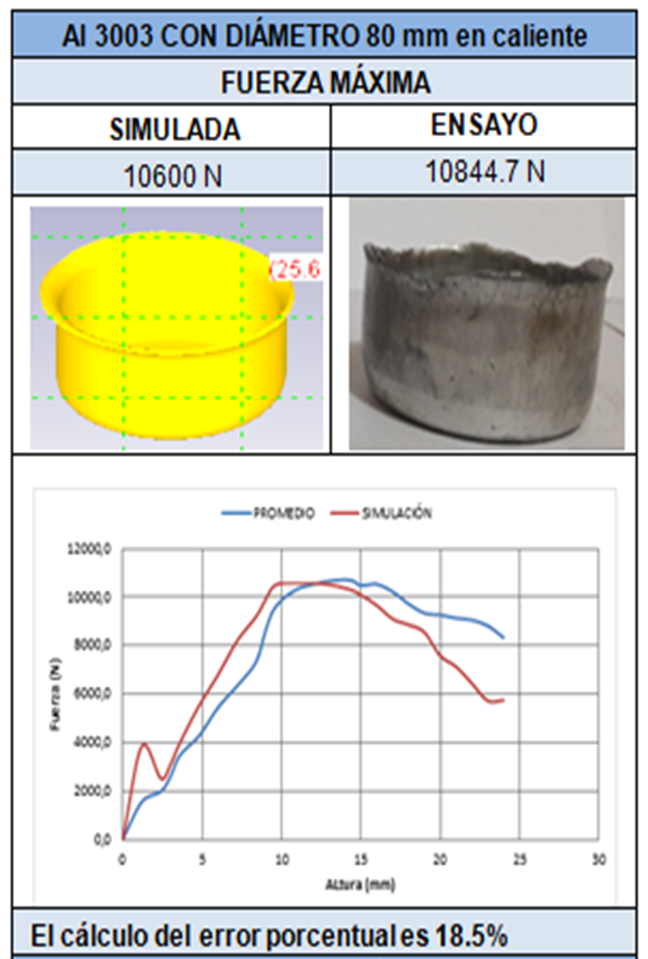 Al 3003 CON DIÁMETRO 80 mm en caliente
FUERZA MÁXIMA
SIMULADA
ENSAYO
10600 N
10844.7 N
(25.6
PROMEDIO
SIMULACIÓN
12000,0
10000,0
8000,0
6000,0
4000,0
2000,0
0,0
Fuerza (N)
0 5 10 15 20 25 30
Altura (mm)
El cálculo del error porcentual es 18.5%